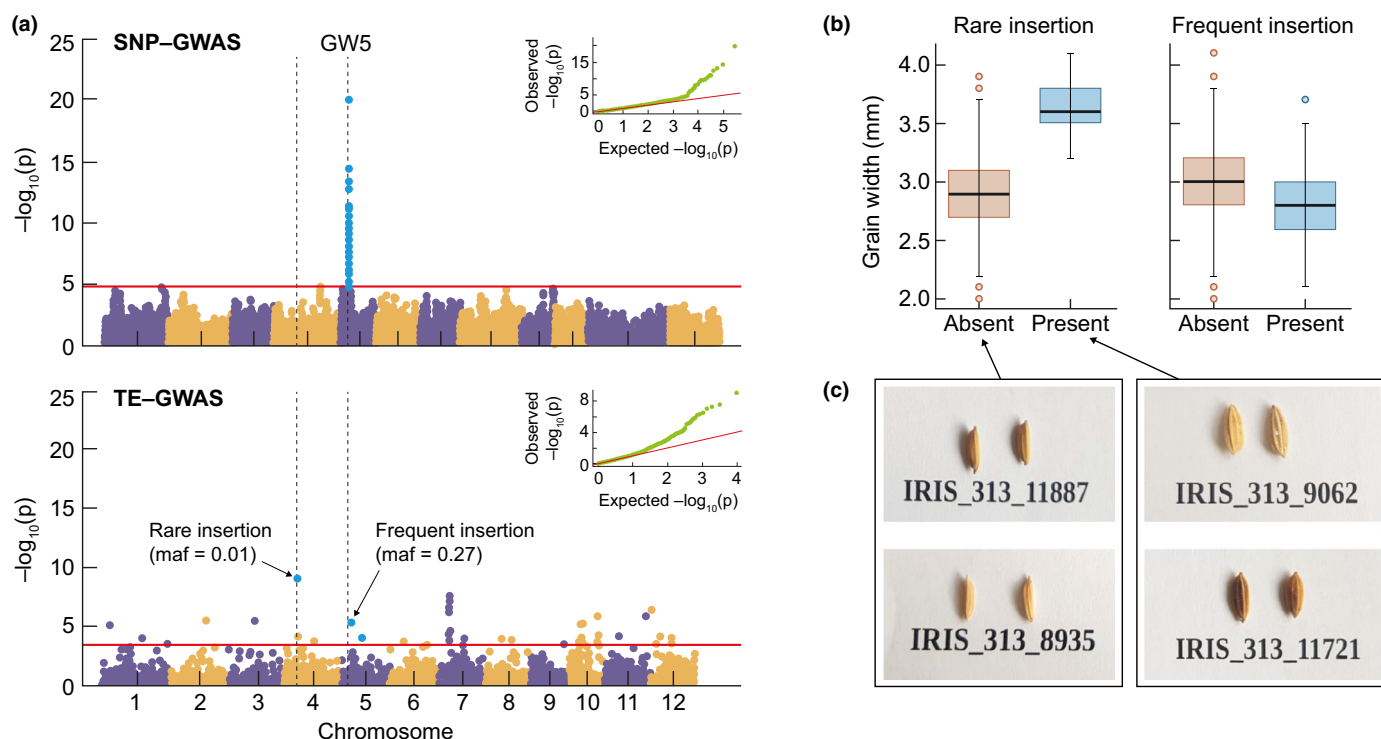 (a)
SNP–GWAS
GW5
25
20
15
10
5
0
–log10(p)
Observed
–log10(p)
15
5
0
0 1 2 3 4 5
Expected –log10(p)
TE–GWAS
25
20
15
10
5
0
–log10(p)
Rare insertion
(maf = 0.01)
Frequent insertion
(maf = 0.27)
Observed
–log10(p)
8
4
0
0 1 2 3 4
Expected –log10(p)
1 2 3 4 5 6 7 8 9 10 11 12
Chromosome
(b)
Rare insertion
Frequent insertion
Grain width (mm)
4.0
3.5
3.0
2.5
2.0
Absent Present
Absent Present
(c)
IRIS_313_11887
IRIS_313_8935
IRIS_313_9062
IRIS_313_11721